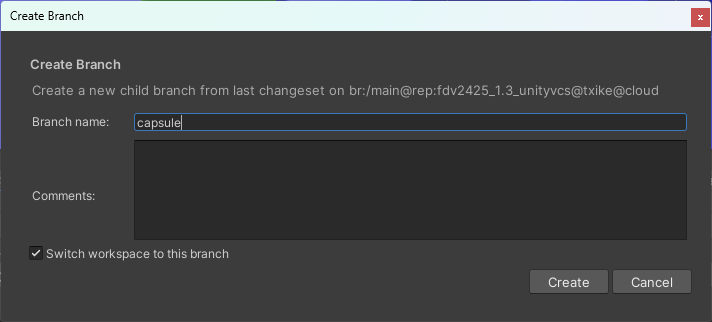 Create Branch
x
Create Branch
Create a new child branch from last changeset on br:/main@rep:fdv2425_1.3_unityvcs@txike@cloud
Branch name:
capsule
Comments:
Switch workspace to this branch
Create
Cancel